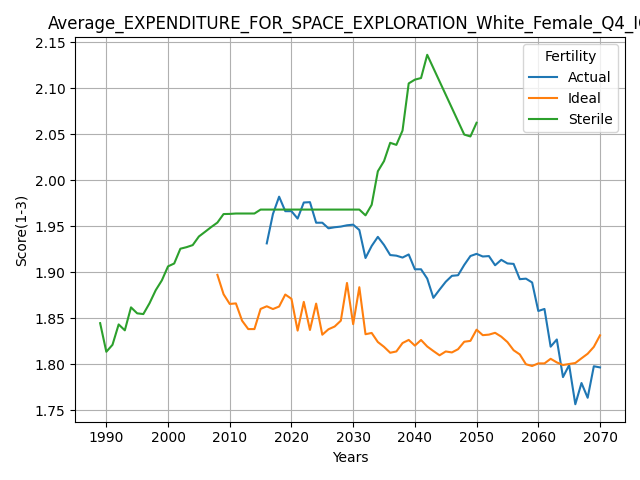 Average_EXPENDITURE_FOR_SPACE_EXPLORATION_White_Female_Q4_I
Fertility
Actual
Ideal
Sterile
Score(1-3)
2.15
2.10
2.05
2.00
1.95
1.90
1.85
1.80
1.75
1990 2000 2010 2020 2030 2040 2050 2060 2070
Years